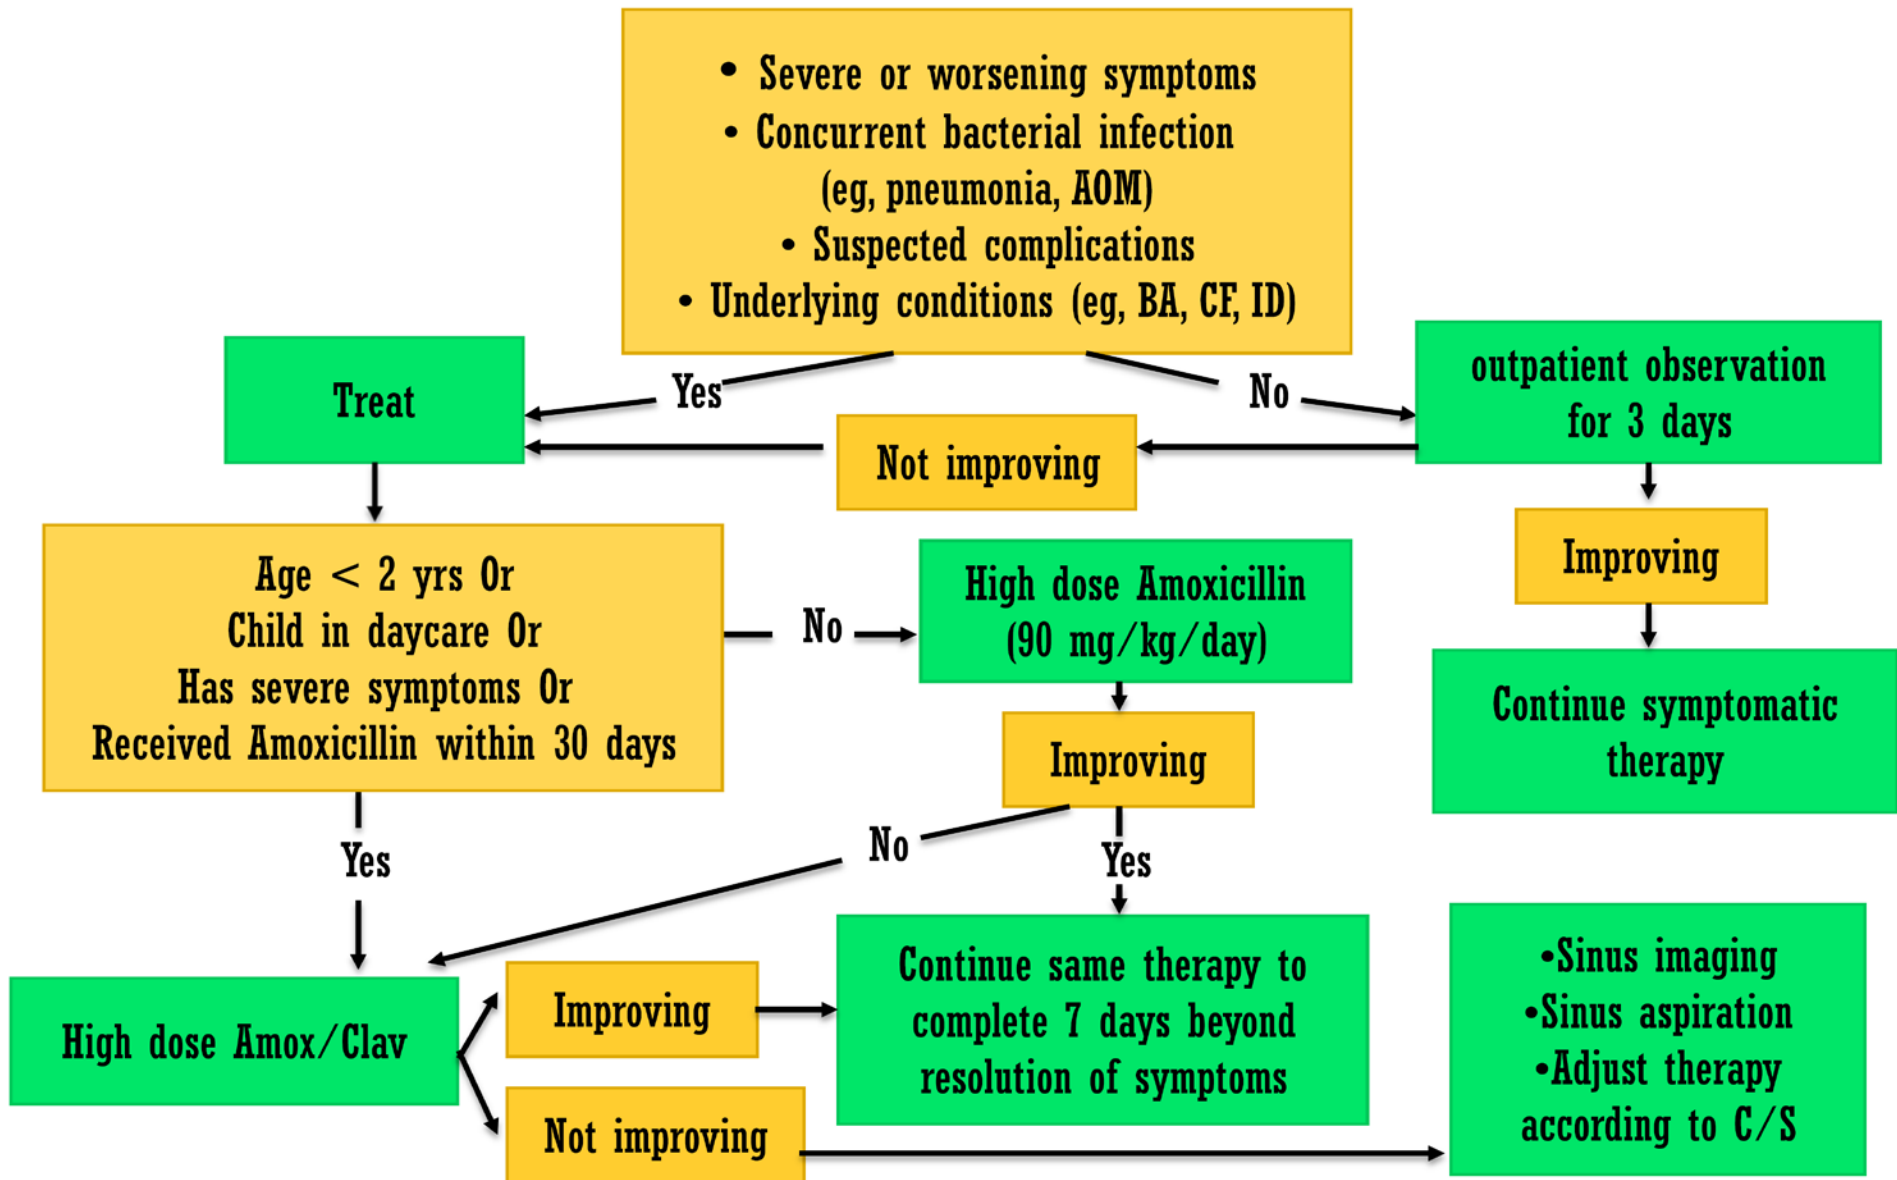 • Severe or worsening symptoms
• Concurrent bacterial infection
(eg, pneumonia, AOM)
• Suspected complications
• Underlying conditions (eg, BA, CF, ID)
Treat
Yes
No
outpatient observation
for 3 days
Not improving
Improving
Continue symptomatic
therapy
Age < 2 yrs Or
Child in daycare Or
Has severe symptoms Or
Received Amoxicillin within 30 days
No
High dose Amoxicillin
(90 mg/kg/day)
Improving
No
Yes
Yes
High dose Amox/Clav
Improving
Not improving
Continue same therapy to
complete 7 days beyond
resolution of symptoms
•Sinus imaging
•Sinus aspiration
•Adjust therapy
according to C/S